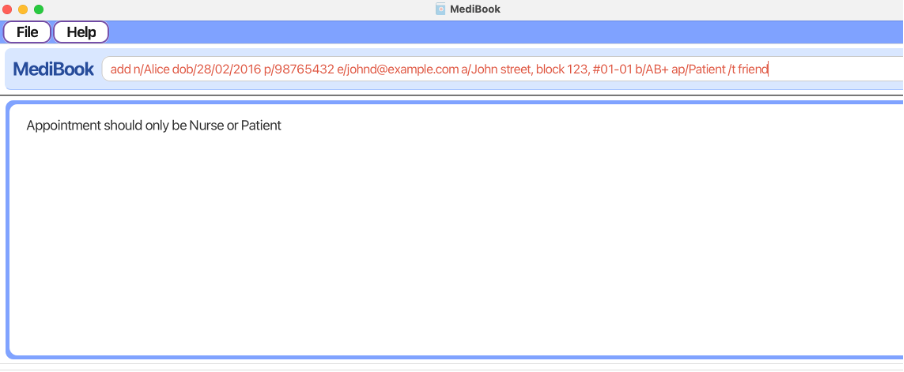 MediBook
File Help
MediBook add n/Alice dob/28/02/2016 p/98765432 e/johnd@example.com a/John street, block 123, #01-01 b/AB+ ap/Patient /t friend
Appointment should only be Nurse or Patient